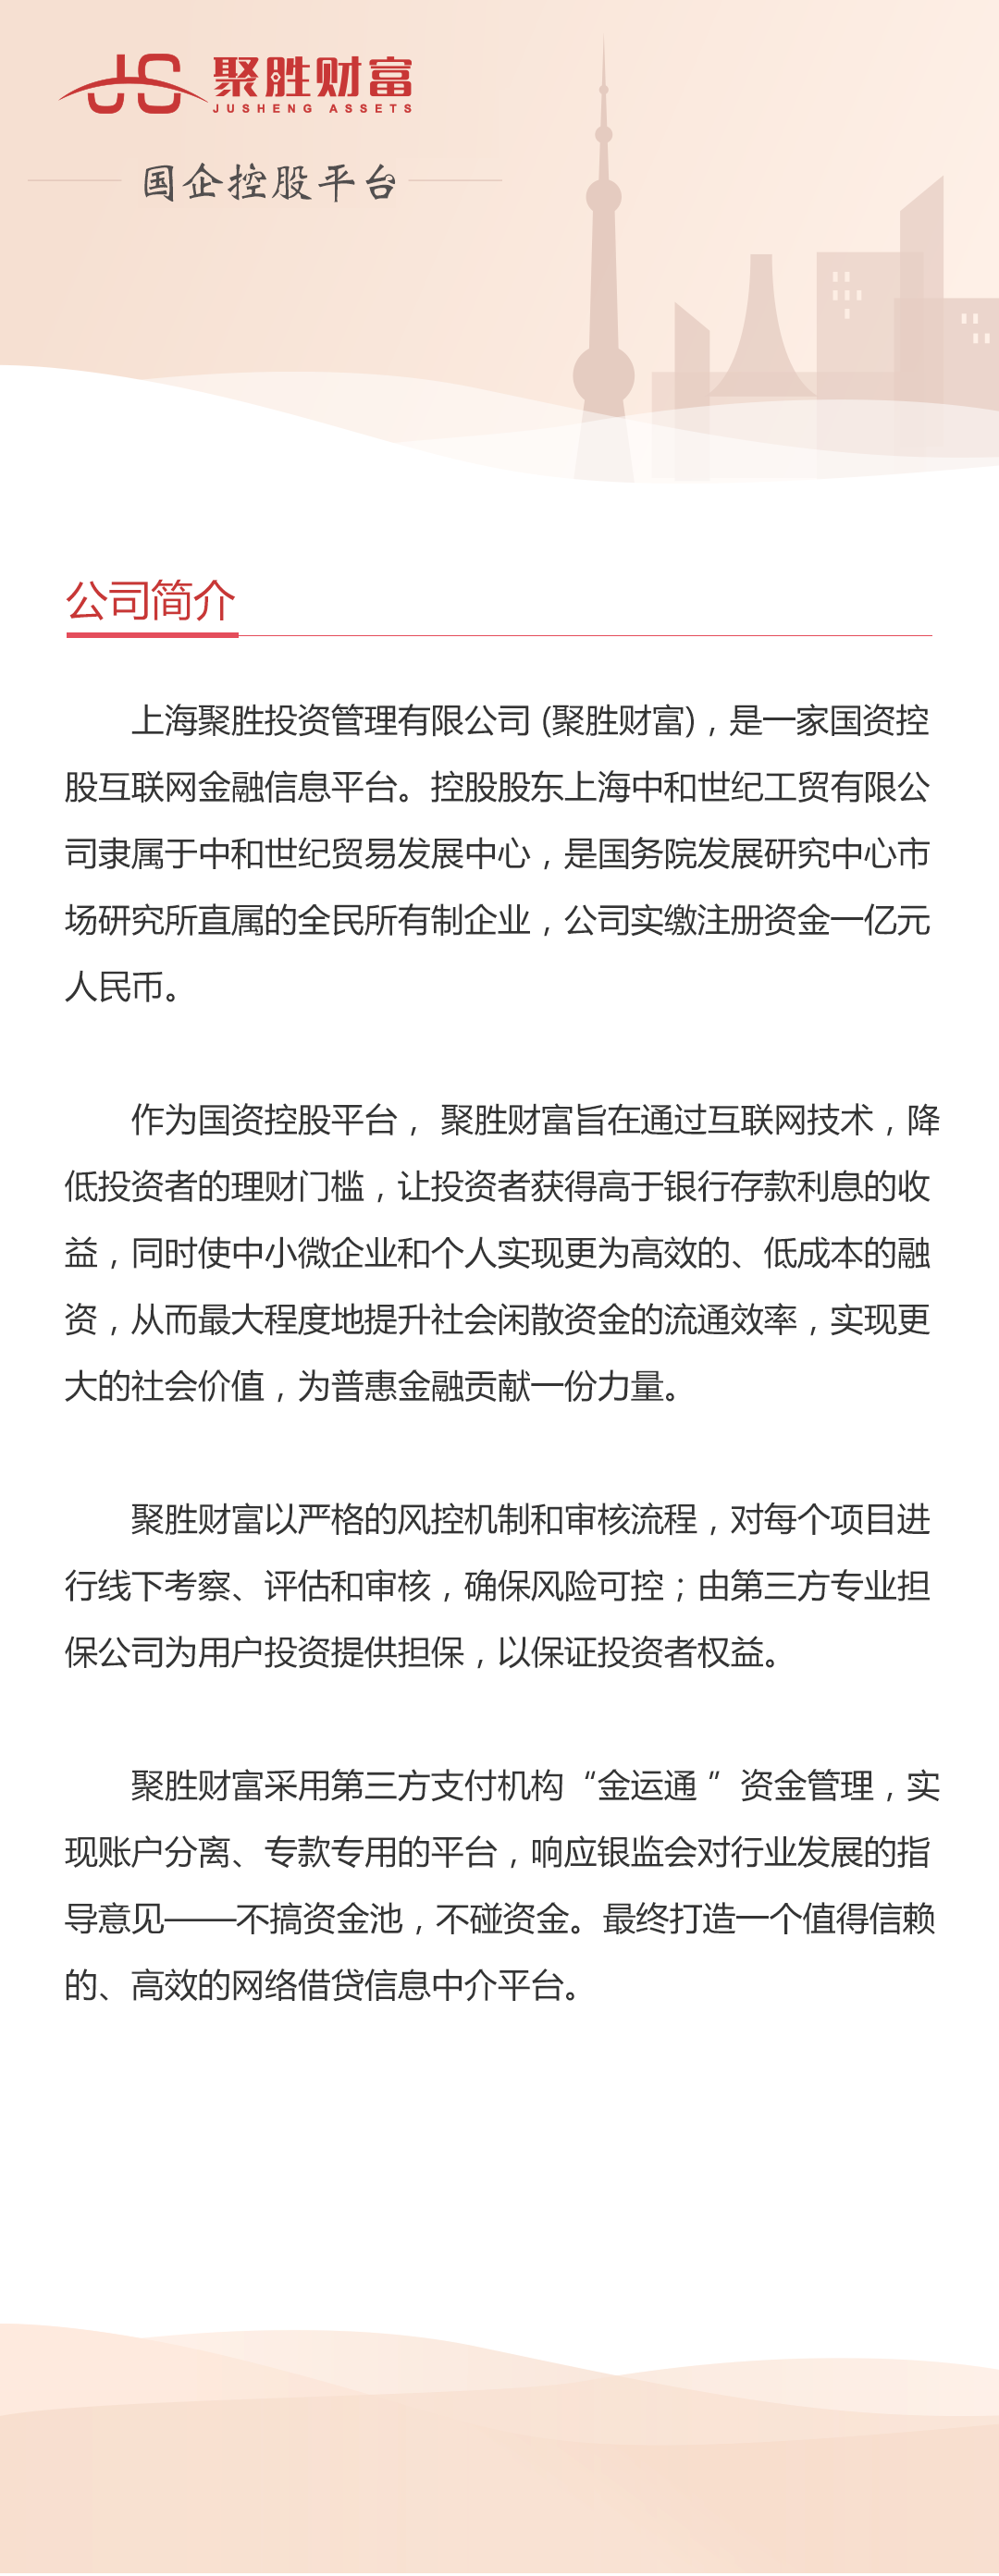 JS 聚胜财富
JUSHENG ASSETS
国企控股平台
公司简介
上海聚胜投资管理有限公司 (聚胜财富)，是一家国资控
股互联网金融信息平台。控股股东上海中和世纪工贸有限公
司隶属于中和世纪贸易发展中心，是国务院发展研究中心市
场研究所直属的全民所有制企业，公司实缴注册资金一亿元
人民币。
作为国资控股平台， 聚胜财富旨在通过互联网技术，降
低投资者的理财门槛，让投资者获得高于银行存款利息的收
益，同时使中小微企业和个人实现更为高效的、低成本的融
资，从而最大程度地提升社会闲散资金的流通效率，实现更
大的社会价值，为普惠金融贡献一份力量。
聚胜财富以严格的风控机制和审核流程，对每个项目进
行线下考察、评估和审核，确保风险可控；由第三方专业担
保公司为用户投资提供担保，以保证投资者权益。
聚胜财富采用第三方支付机构“金运通 ” 资金管理，实
现账户分离、专款专用的平台，响应银监会对行业发展的指
导意见——不搞资金池，不碰资金。最终打造一个值得信赖
的、高效的网络借贷信息中介平台。